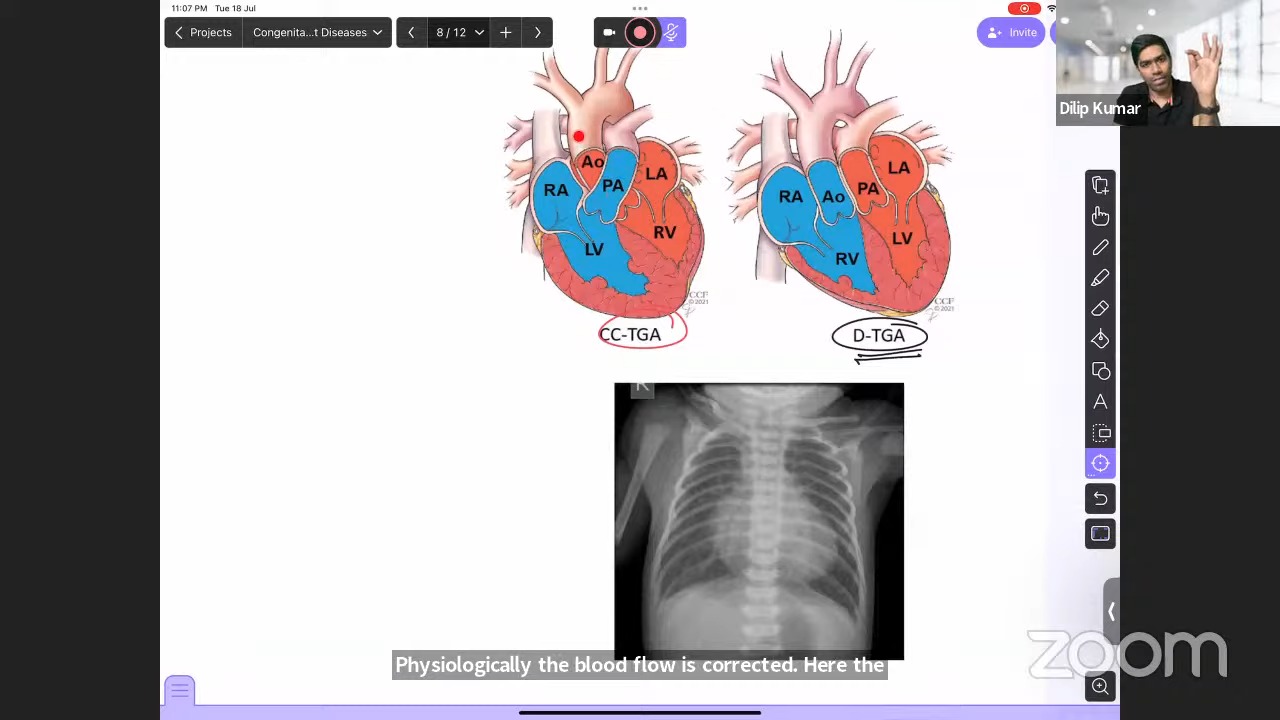 11:07 PM Tue 18 Jul
Projects
Congenita...t Diseases
8 / 12
Invite
Dilip Kumar
Ao
PA
LA
RA
RV
LV
CCF
© 2021
CC-TGA
LA
PA
RA
Ao
LV
RV
CCF
© 2021
D-TGA
R
A
Physiologically the blood flow is corrected. Here the
zoom